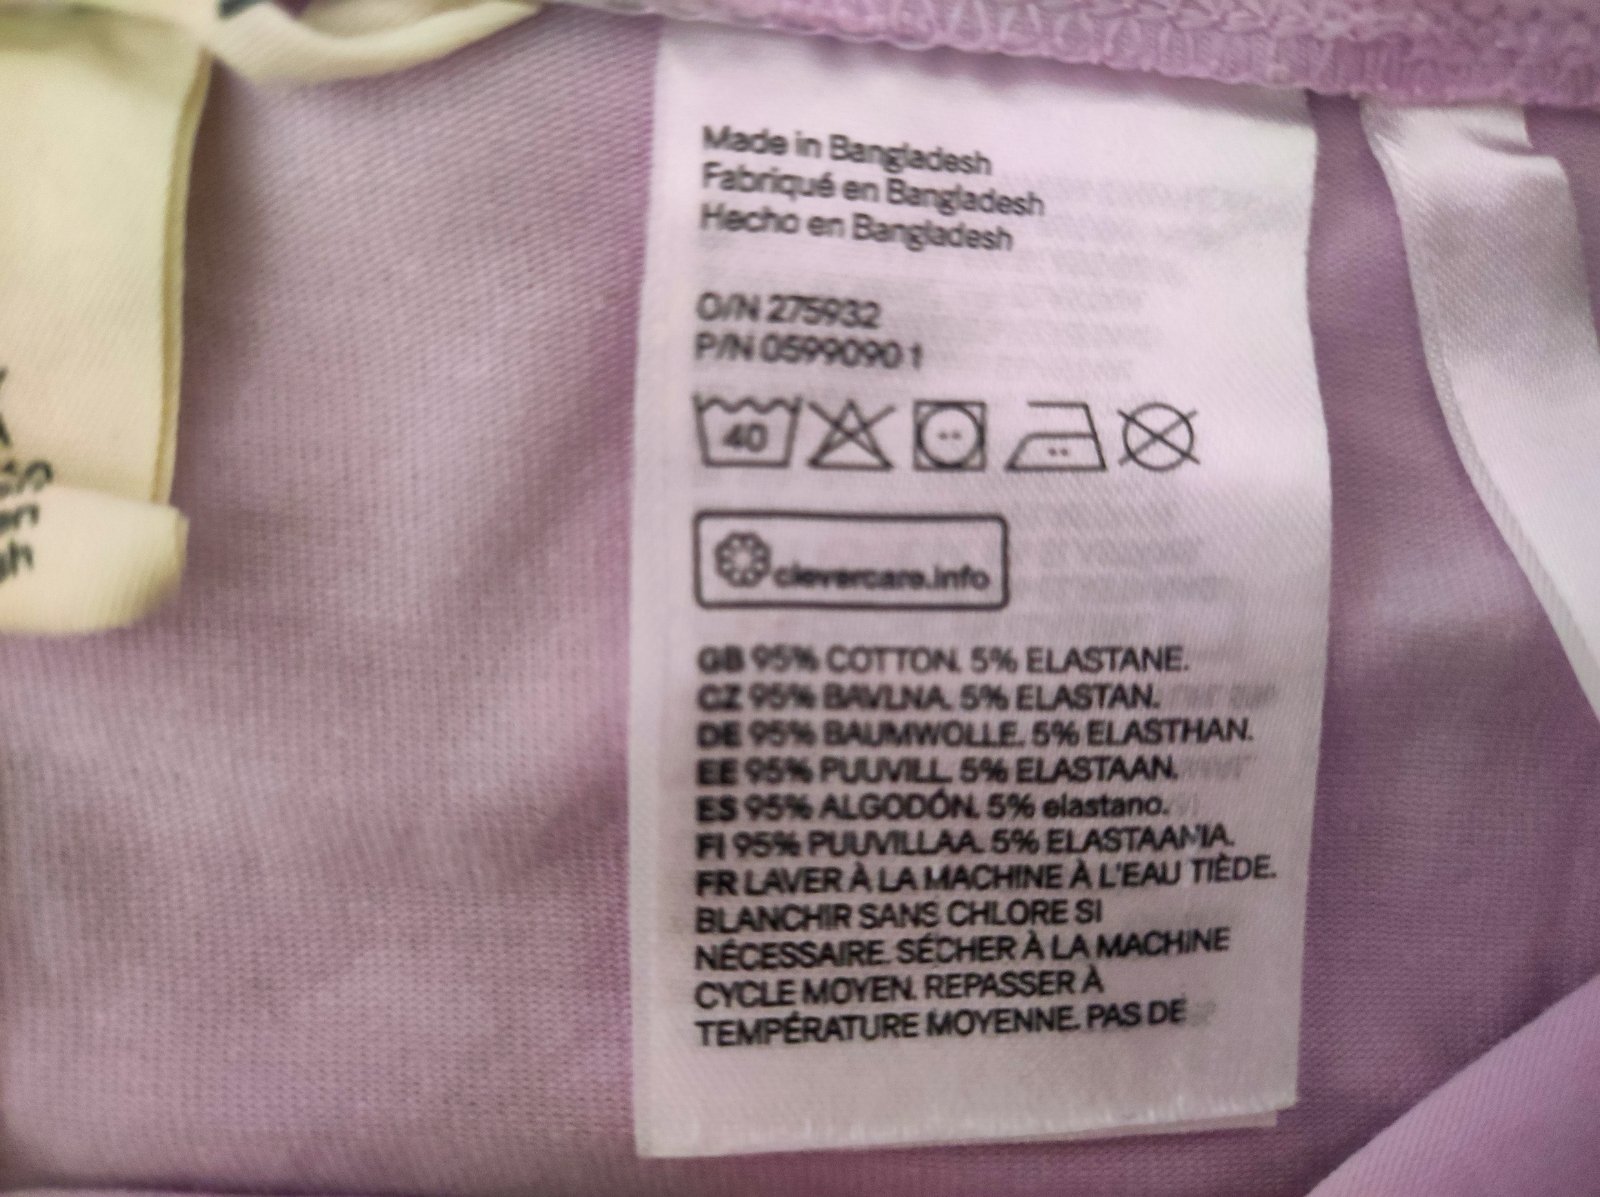 Made in Bangladesh
Fabriqué en Bangladesh
Hecho en Bangladesh
O/N 275932
P/N 0599090 1
40
clevercare.info
GB 95% COTTON. 5% ELASTANE.
CZ 95% BAVLNA. 5% ELASTAN.
DE 95% BAUMWOLLE. 5% ELASTHAN.
EE 95% PUUVILL. 5% ELASTAAN.
ES 95% ALGODÓN. 5% elastano.
FI 95% PUUVILLAA. 5% ELASTAANIA.
FR LAVER À LA MACHINE À L'EAU TIÈDE.
BLANCHIR SANS CHLORE SI
NÉCESSAIRE. SÉCHER À LA MACHINE
CYCLE MOYEN. REPASSER À
TEMPÉRATURE MOYENNE. PAS DE